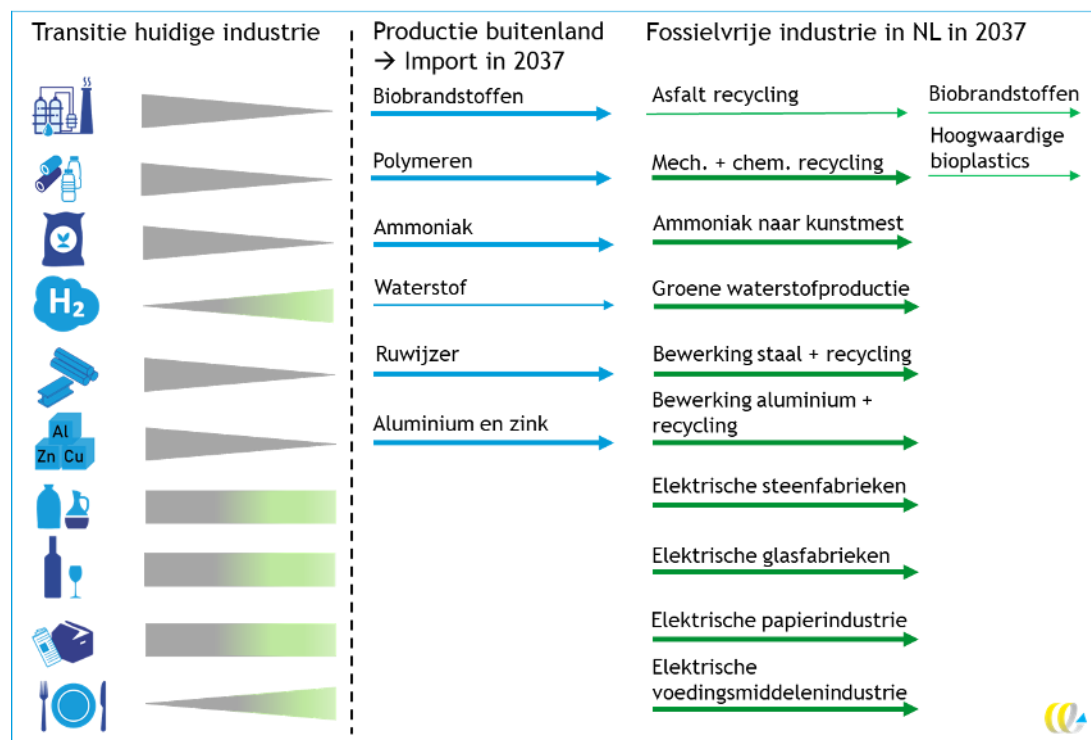 Transitie huidige industrie
Productie buitenland
→ Import in 2037
Fossielvrije industrie in NL in 2037
Biobrandstoffen
Asfalt recycling
Biobrandstoffen
Polymeren
Mech. + chem. recycling
Hoogwaardige
bioplastics
Ammoniak
Ammoniak naar kunstmest
H₂
Waterstof
Groene waterstofproductie
Ruwijzer
Bewerking staal + recycling
Al
Zn Cu
Aluminium en zink
Bewerking aluminium +
recycling
Elektrische steenfabrieken
Elektrische glasfabrieken
Elektrische papierindustrie
Elektrische
voedingsmiddelenindustrie